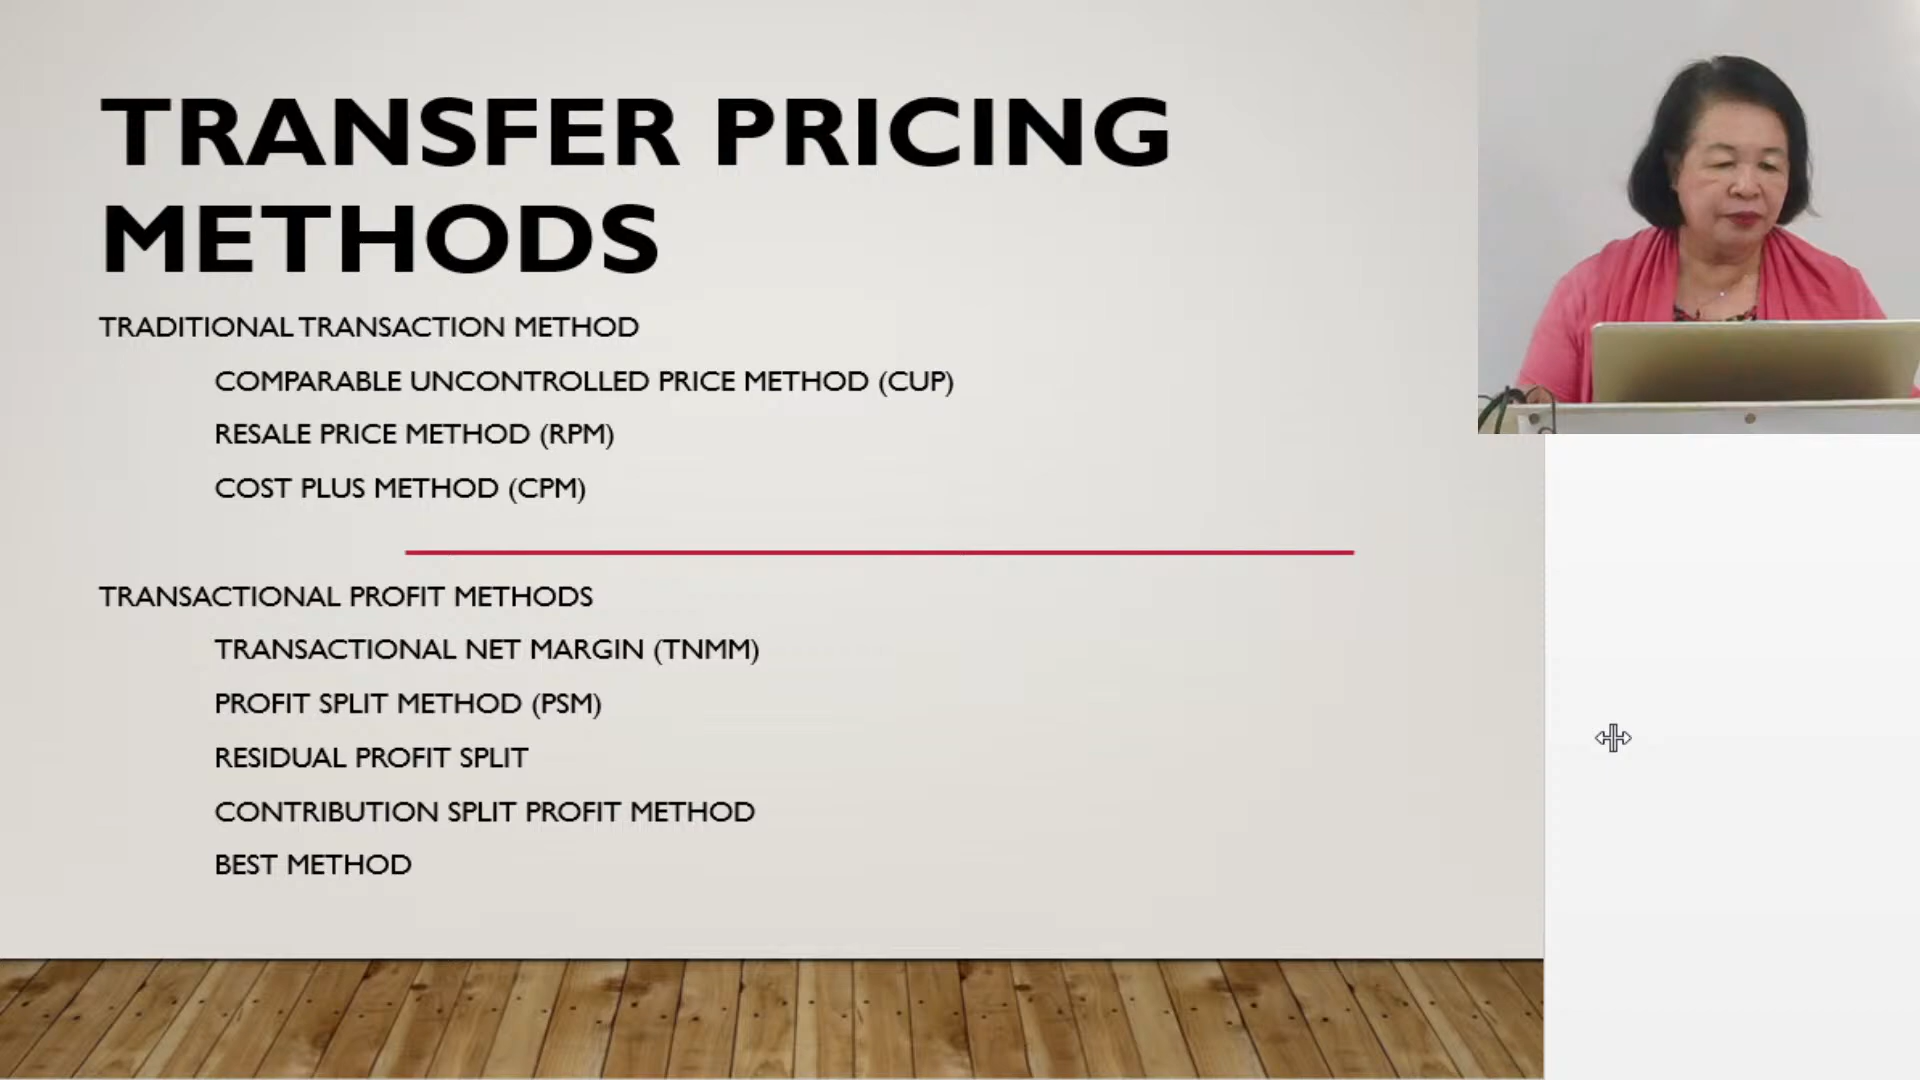 TRANSFER PRICING
METHODS
TRADITIONAL TRANSACTION METHOD
COMPARABLE UNCONTROLLED PRICE METHOD (CUP)
RESALE PRICE METHOD (RPM)
COST PLUS METHOD (CPM)
TRANSACTIONAL PROFIT METHODS
TRANSACTIONAL NET MARGIN (TNMM)
PROFIT SPLIT METHOD (PSM)
RESIDUAL PROFIT SPLIT
CONTRIBUTION SPLIT PROFIT METHOD
BEST METHOD